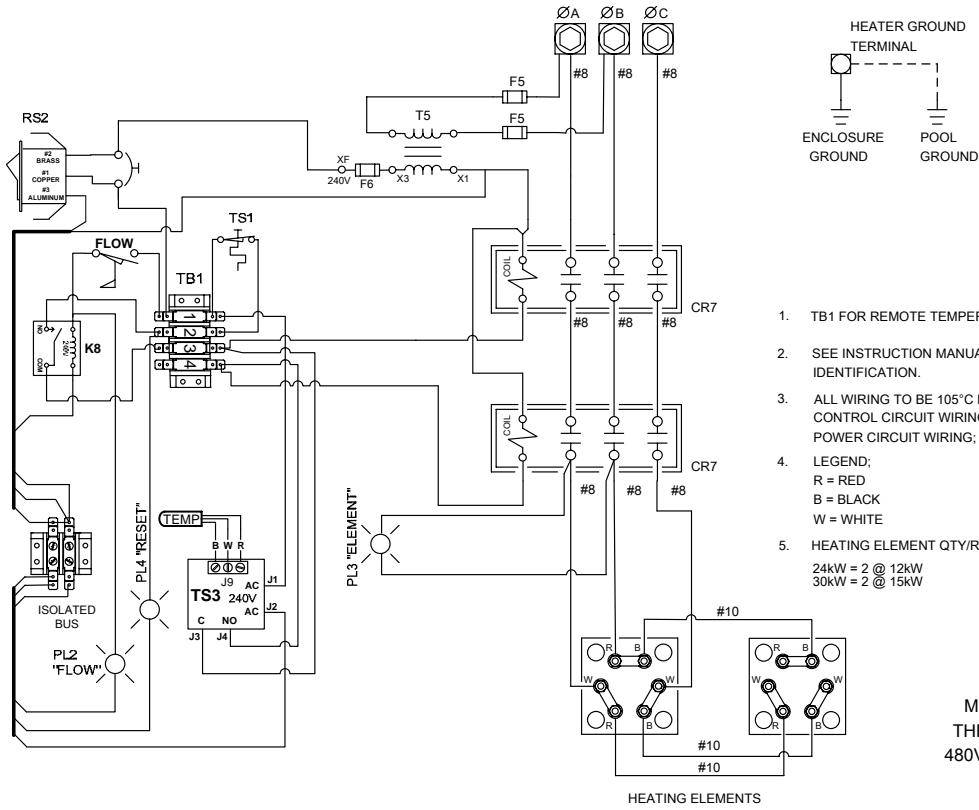 ØA ØB ØC
#8 #8 #8
F5
F5
T5
RS2
#2
BRASS
#1
COPPER
#3
ALUMINUM
XF
240V
F6
X3
X1
HEATER GROUND
TERMINAL
ENCLOSURE
GROUND
POOL
GROUND
FLOW
TS1
TB1
1
2
3
4
NO
COM
240V
K8
COIL
CR7
#8 #8 #8
COIL
CR7
#8 #8 #8
1. TB1 FOR REMOTE TEMPER
2. SEE INSTRUCTION MANUA
IDENTIFICATION.
3. ALL WIRING TO BE 105°C
CONTROL CIRCUIT WIRING
POWER CIRCUIT WIRING;
4. LEGEND;
R = RED
B = BLACK
W = WHITE
5. HEATING ELEMENT QTY/R
24kW = 2 @ 12kW
30kW = 2 @ 15kW
ISOLATED
BUS
PL2
"FLOW"
PL4 "RESET"
PL3 "ELEMENT"
TEMP
B W R
J9
TS3
240V
AC J1
AC J2
C NO
J3 J4
#10
R B
W W
R B
R B
W W
R B
#10
#10
HEATING ELEMENTS
M
THE
480V